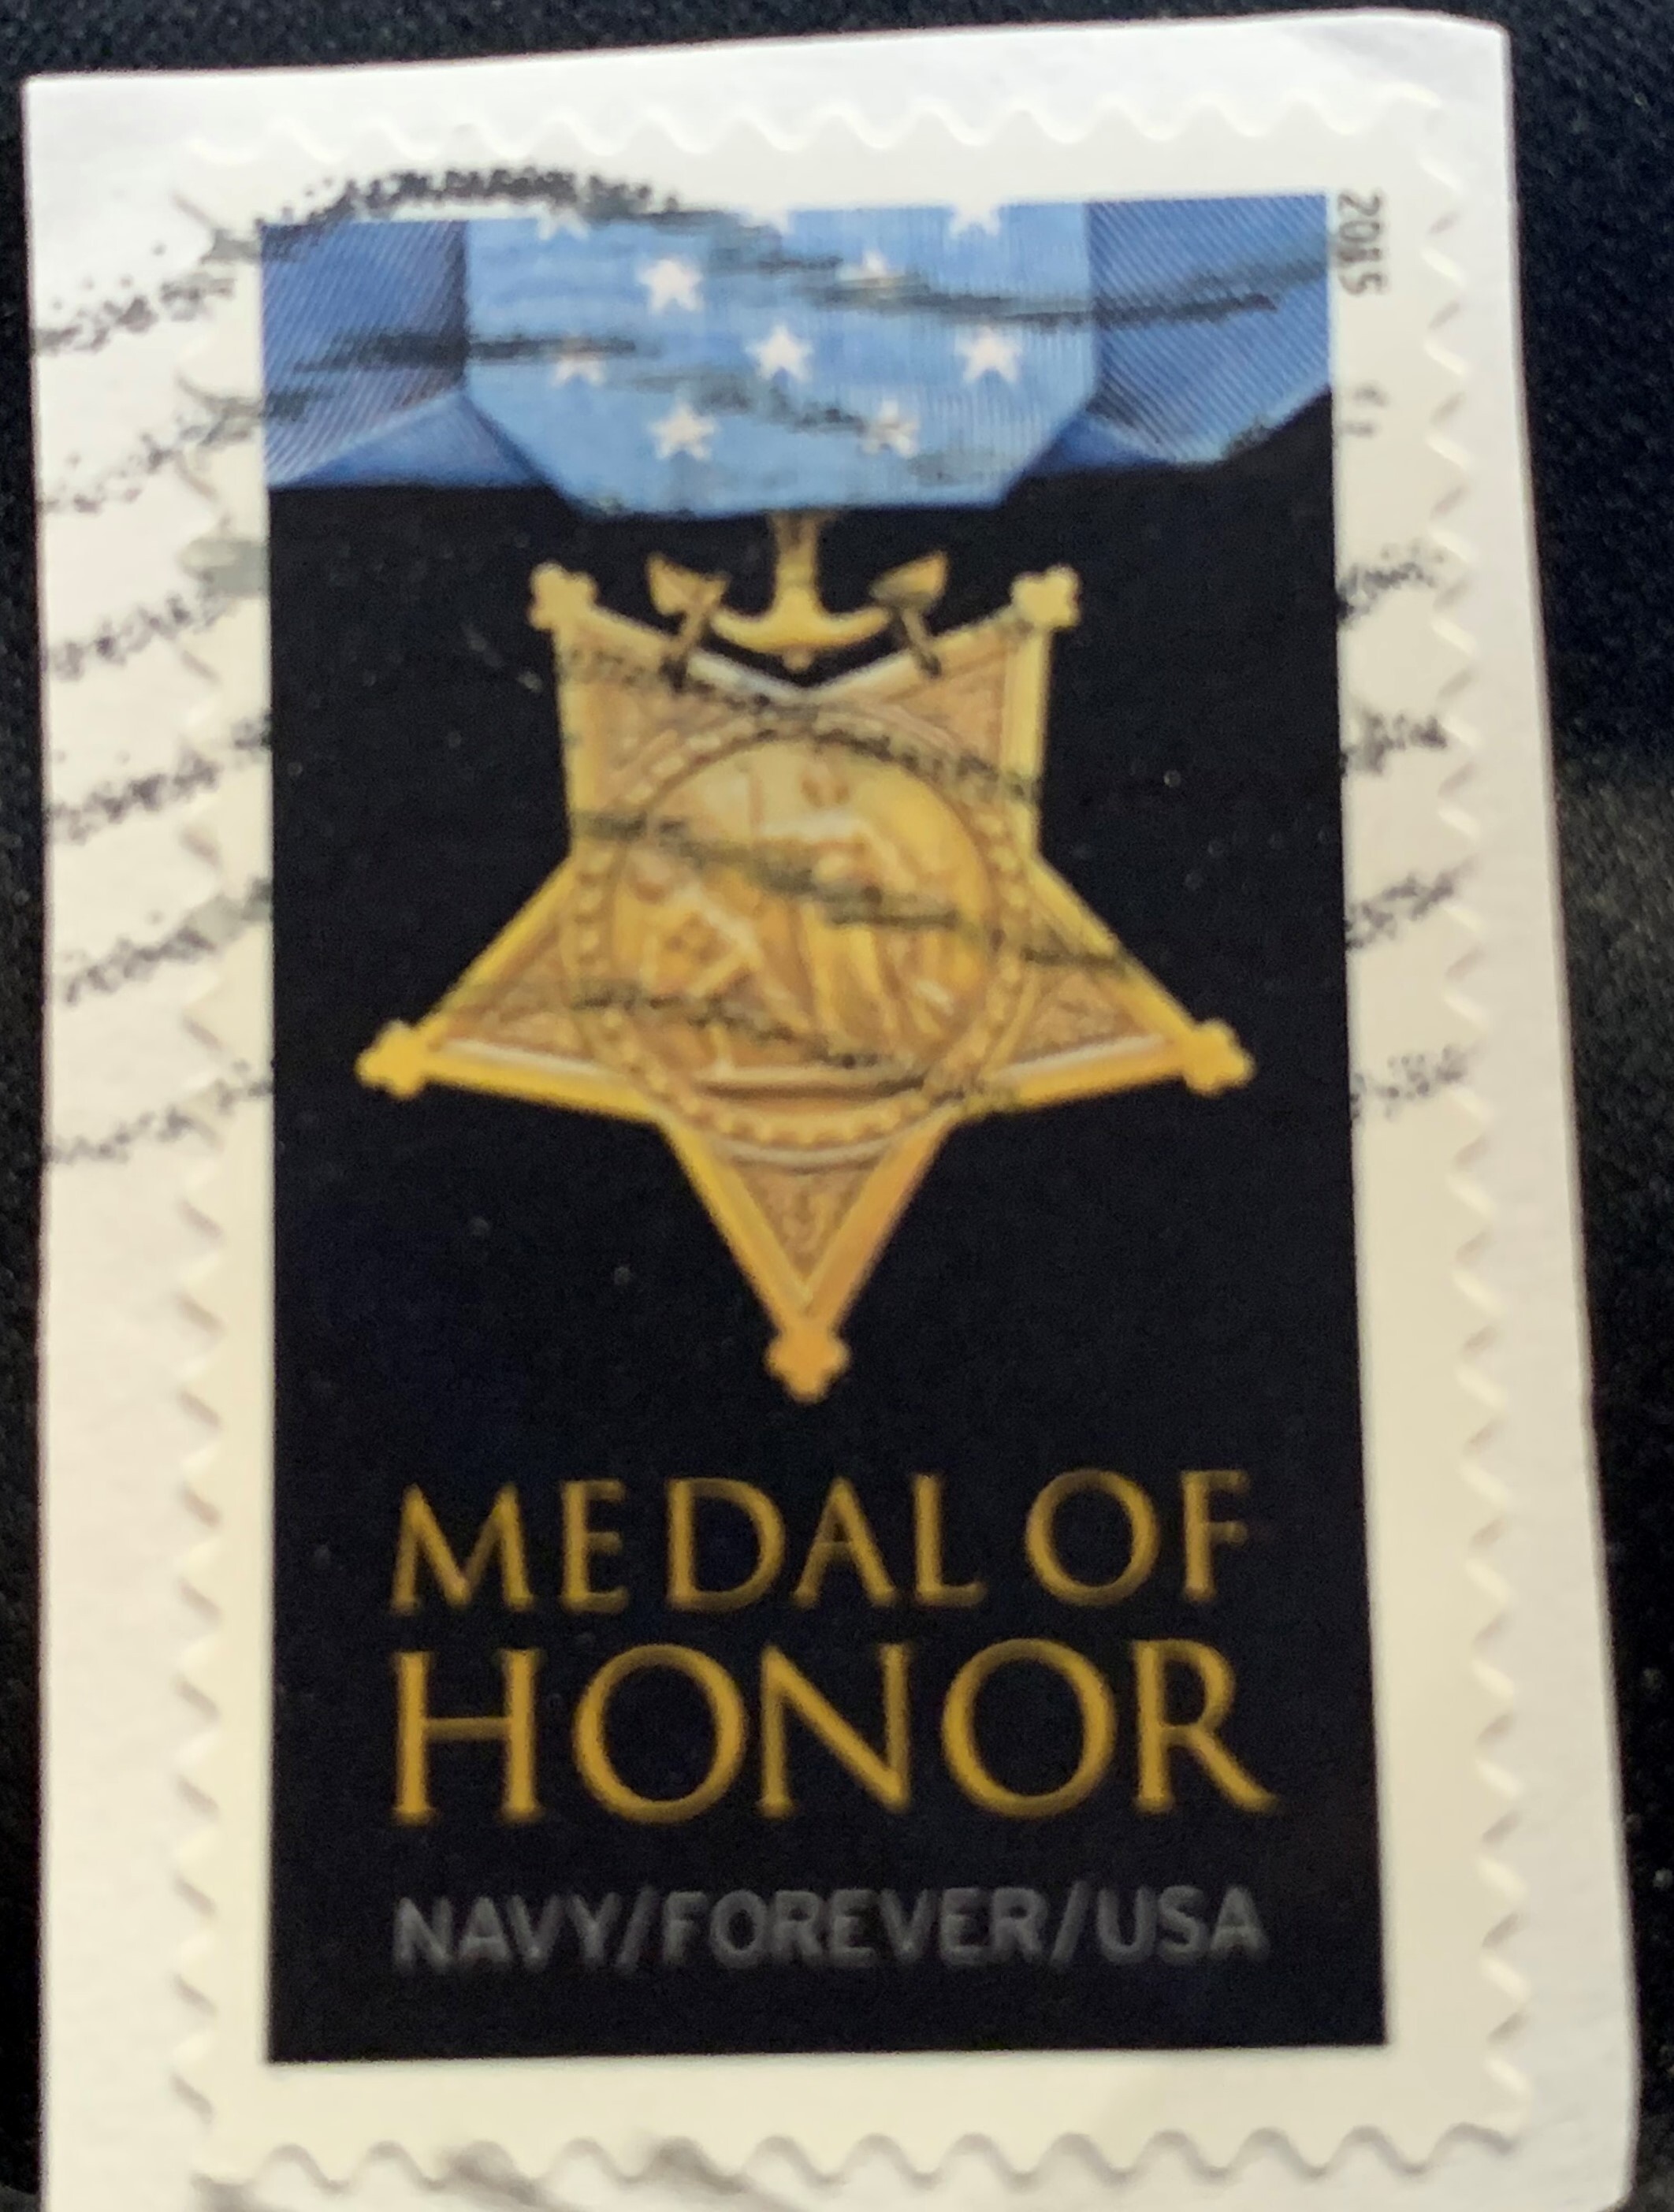 2015
MEDAL OF
HONOR
NAVY/FOREVER/USA